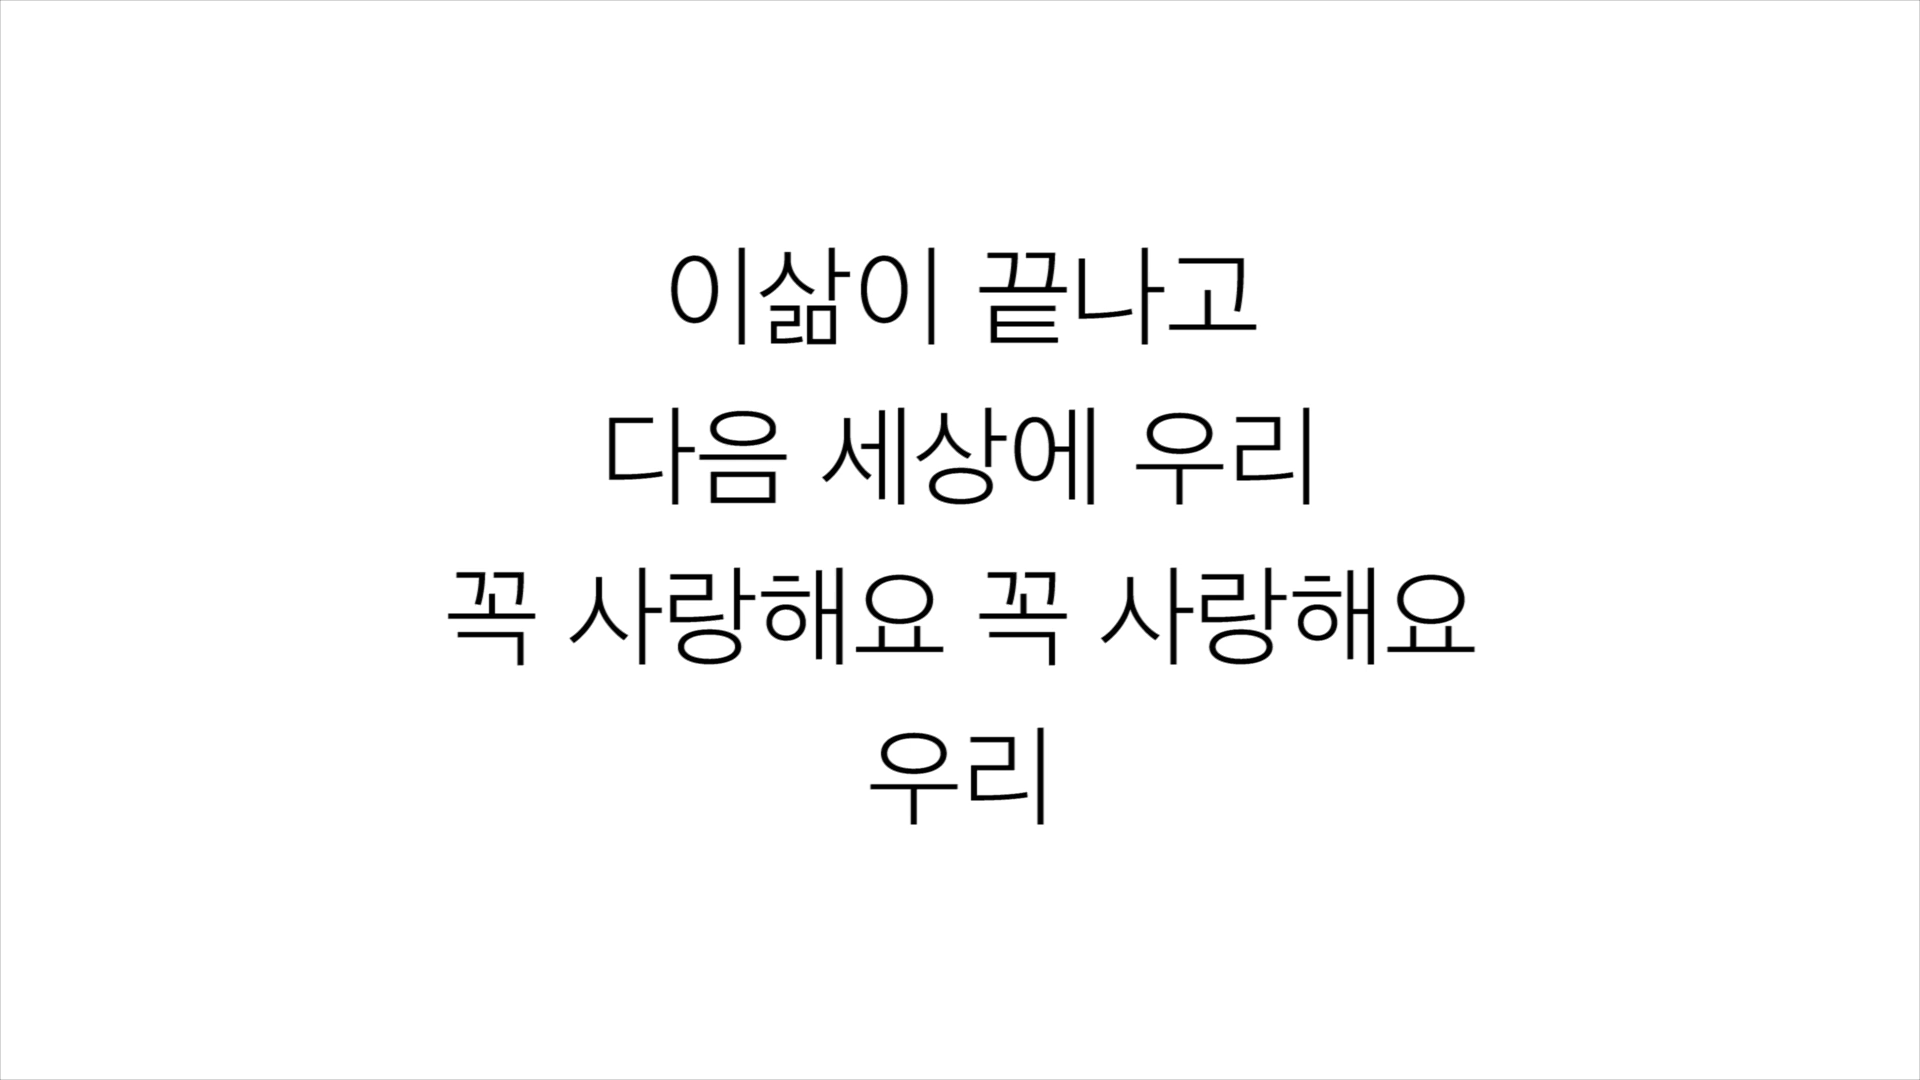 이삶이 끝나고
다음 세상에 우리
꼭 사랑해요 꼭 사랑해요
우리